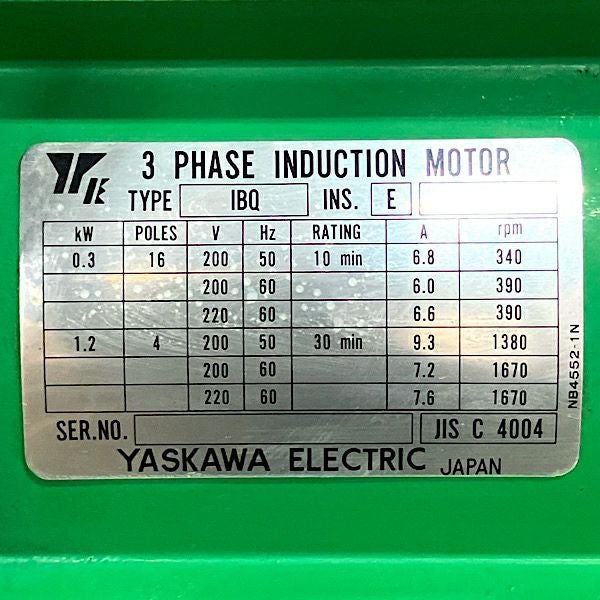 3 PHASE INDUCTION MOTOR
TYPE IBQ INS. E
kW POLES V Hz RATING A rpm
0.3 16 200 50 10 min 6.8 340
200 60 6.0 390
220 60 6.6 390
1.2 4 200 50 30 min 9.3 1380
200 60 7.2 1670
220 60 7.6 1670
SER.NO. JIS C 4004
YASKAWA ELECTRIC JAPAN
NB4552-1N